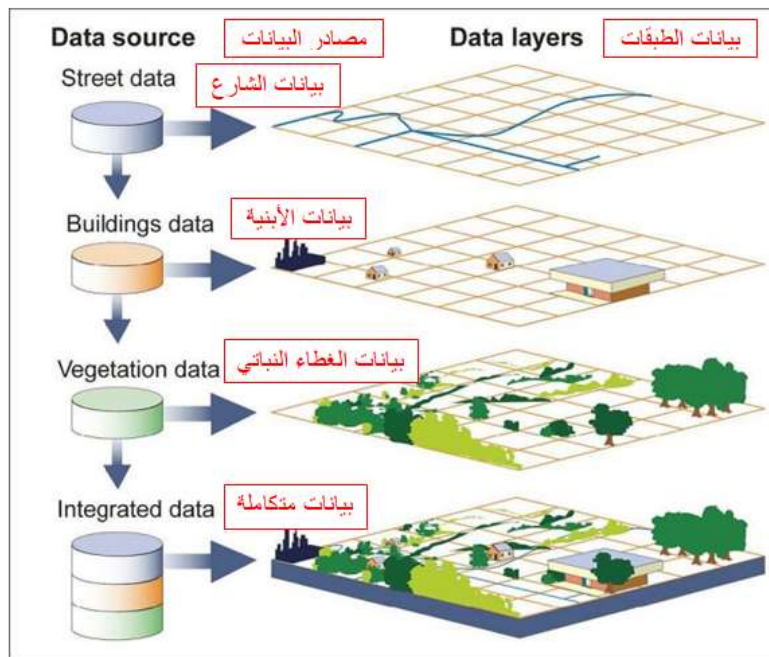 Data source
مصادر البيانات
Data layers
بيانات الطبقات
Street data
بيانات الشارع
Buildings data
بيانات الأبنية
Vegetation data
بيانات الغطاء النباتي
Integrated data
بيانات متكاملة